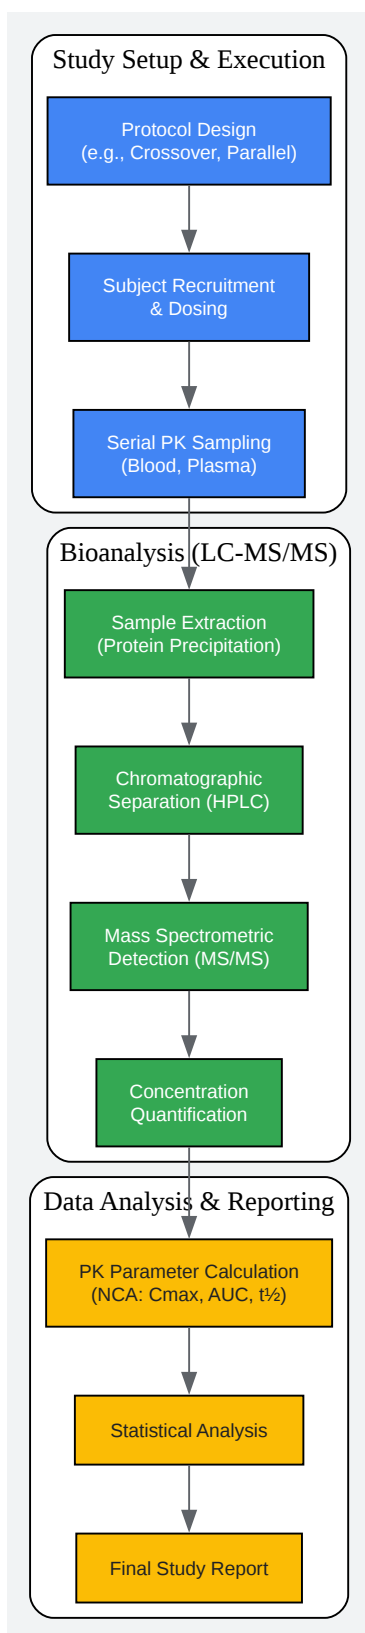 Study Setup & Execution
Protocol Design
(e.g., Crossover, Parallel)
Subject Recruitment
& Dosing
Serial PK Sampling
(Blood, Plasma)
Bioanalysis (LC-MS/MS)
Sample Extraction
(Protein Precipitation)
Chromatographic
Separation (HPLC)
Mass Spectrometric
Detection (MS/MS)
Concentration
Quantification
Data Analysis & Reporting
PK Parameter Calculation
(NCA: Cmax, AUC, t½)
Statistical Analysis
Final Study Report